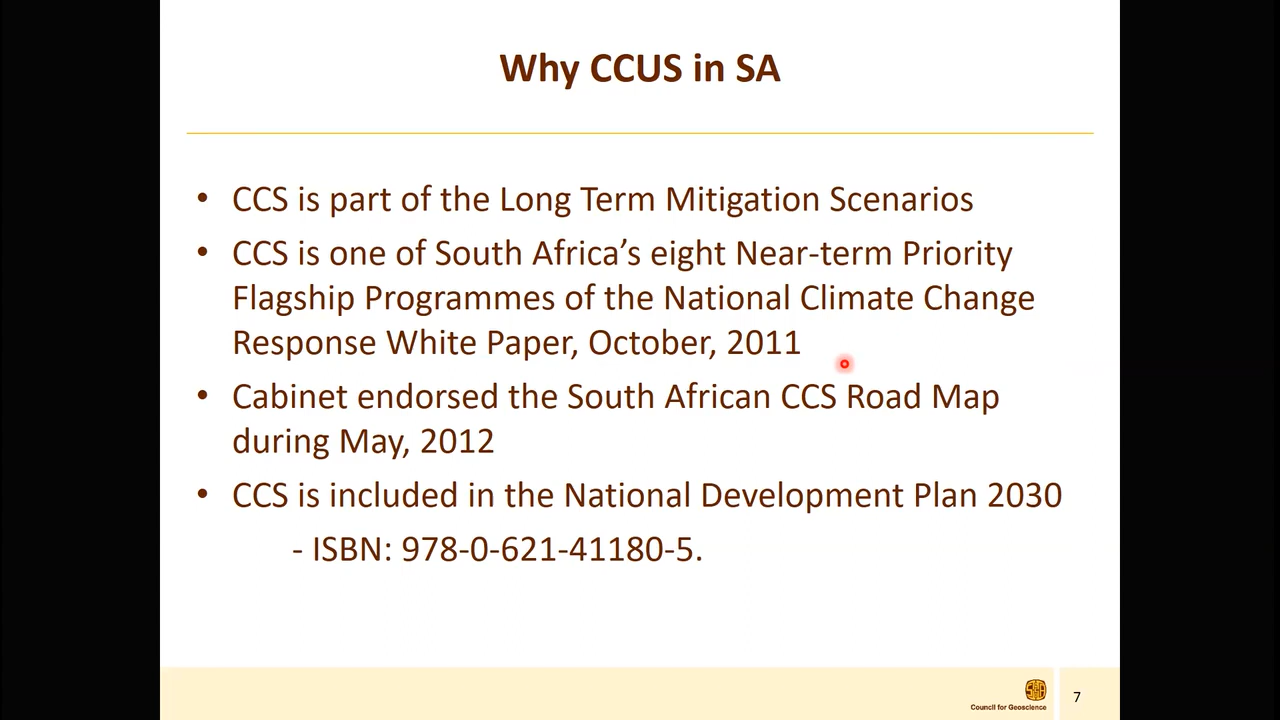 Why CCUS in SA
• CCS is part of the Long Term Mitigation Scenarios
• CCS is one of South Africa’s eight Near-term Priority
Flagship Programmes of the National Climate Change
Response White Paper, October, 2011
• Cabinet endorsed the South African CCS Road Map
during May, 2012
• CCS is included in the National Development Plan 2030
- ISBN: 978-0-621-41180-5.
Council for Geoscience
7